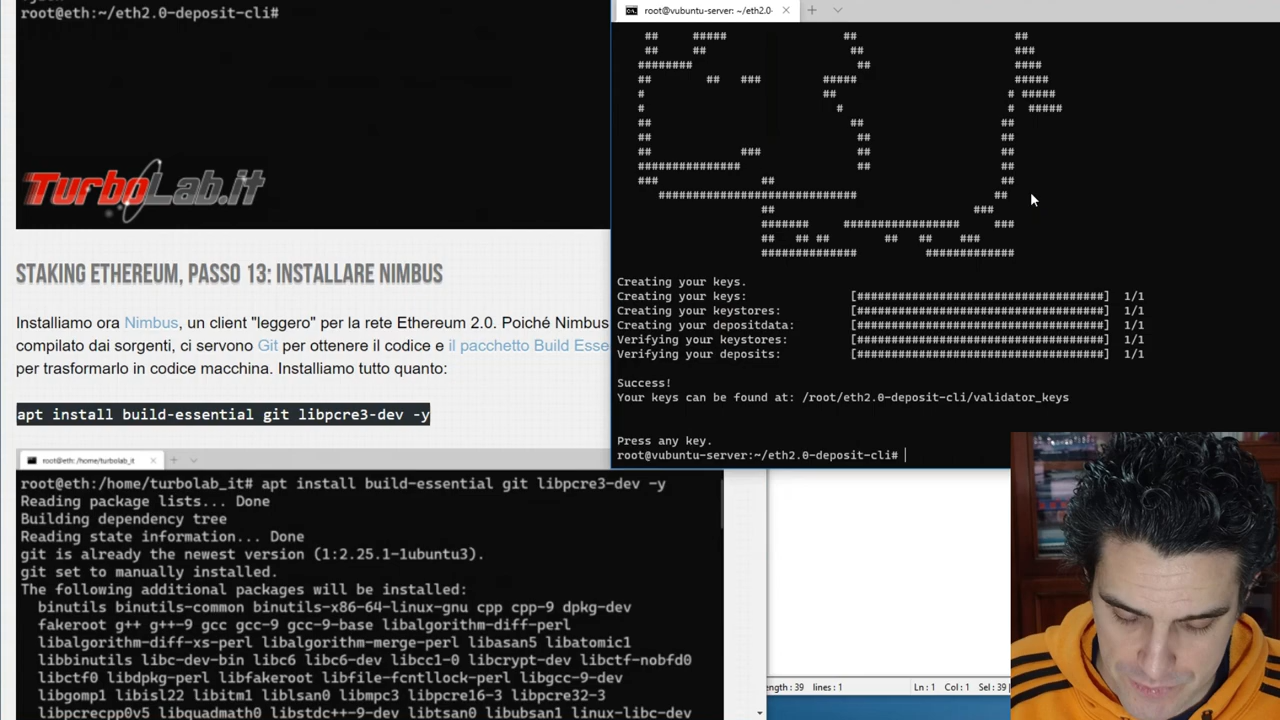 root@eth:~/eth2.0-deposit-cli#
TurboLab.it
STAKING ETHEREUM, PASSO 13: INSTALLARE NIMBUS
Installiamo ora Nimbus, un client "leggero" per la rete Ethereum 2.0. Poiché Nimbus
compilato dai sorgenti, ci servono Git per ottenere il codice e il pacchetto Build Esse
per trasformarlo in codice macchina. Installiamo tutto quanto:
apt install build-essential git libpcre3-dev -y
root@eth: /home/turbolab_it
root@eth:/home/turbolab_it# apt install build-essential git libpcre3-dev -y
Reading package lists... Done
Building dependency tree
Reading state information... Done
git is already the newest version (1:2.25.1-1ubuntu3).
git set to manually installed.
The following additional packages will be installed:
binutils binutils-common binutils-x86-64-linux-gnu cpp cpp-9 dpkg-dev
fakeroot g++ g++-9 gcc gcc-9 gcc-9-base libalgorithm-diff-perl
libalgorithm-diff-xs-perl libalgorithm-merge-perl libasan5 libatomic1
libbinutils libc-dev-bin libc6 libc6-dev libcc1-0 libcrypt-dev libctf-nobfd0
libctf0 libdpkg-perl libfakeroot libfile-fcntllock-perl libgcc-9-dev
libgomp1 libisl22 libitm1 liblsan0 libmpc3 libpcre16-3 libpcre32-3
libpcrecpp0v5 libquadmath0 libstdc++-9-dev libtsan0 libubsan1 linux-libc-dev
root@vubuntu-server: ~/eth2.0-
Creating your keys.
Creating your keys: [####################################] 1/1
Creating your keystores: [####################################] 1/1
Creating your depositdata: [####################################] 1/1
Verifying your keystores: [####################################] 1/1
Verifying your deposits: [####################################] 1/1
Success!
Your keys can be found at: /root/eth2.0-deposit-cli/validator_keys
Press any key.
root@vubuntu-server:~/eth2.0-deposit-cli#
ength : 39 lines : 1 Ln : 1 Col : 1 Sel : 39 |